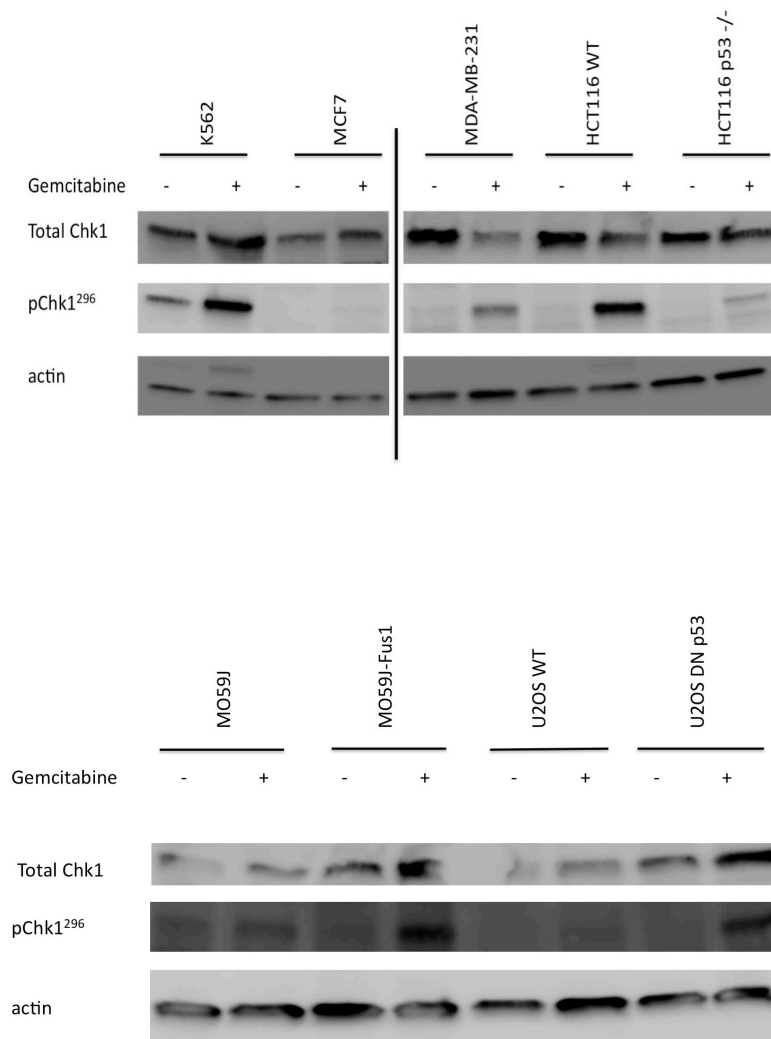 K562 MCF7 MDA-MB-231 HCT116 WT HCT116 p53 -/-
Gemcitabine - + - + - + - + - +
Total Chk1
pChk1²⁹⁶
actin
MO59J MO59J-Fus1 U2OS WT U2OS DN p53
Gemcitabine - + - + - + - +
Total Chk1
pChk1²⁹⁶
actin